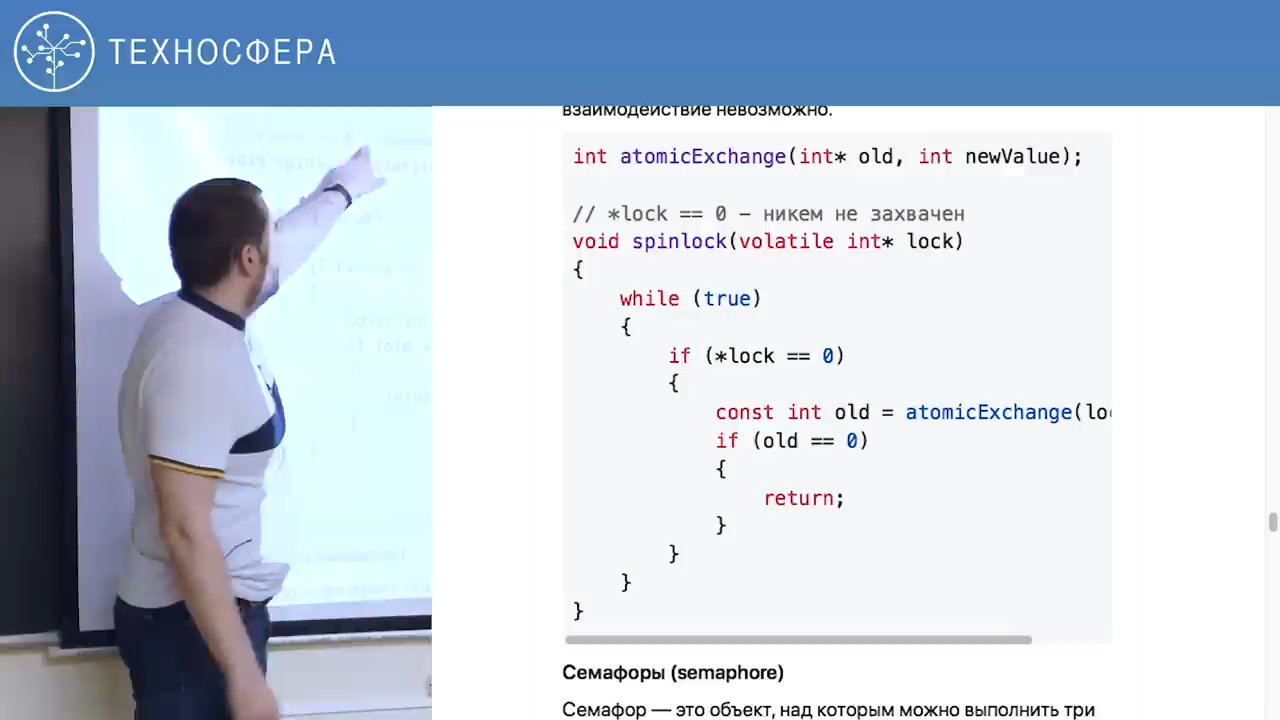 ТЕХНОСФЕРА
взаимодействие невозможно.
int atomicExchange(int* old, int newValue);
// *lock == 0 – никем не захвачен
void spinlock(volatile int* lock)
{
    while (true)
    {
        if (*lock == 0)
        {
            const int old = atomicExchange(lo
            if (old == 0)
            {
                return;
            }
        }
    }
}
Семафоры (semaphore)
Семафор — это объект, над которым можно выполнить три